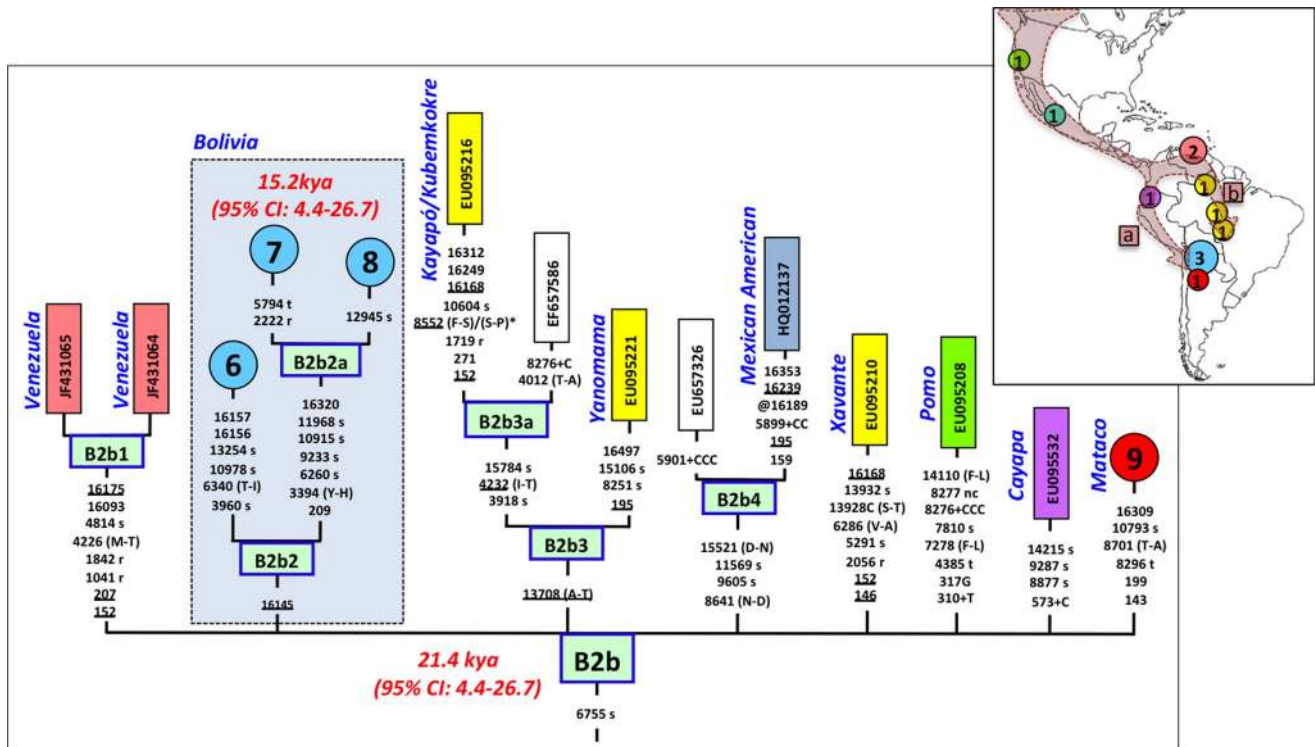 Bolivia
15.2kya
(95% CI: 4.4-26.7)
7
8
5794 t
2222 r
12945 s
6
B2b2a
16157
16156
13254 s
10978 s
6340 (T-I)
3960 s
16320
11968 s
10915 s
9233 s
6260 s
3394 (Y-H)
209
B2b2
16145
Venezuela
JF431065
Venezuela
JF431064
B2b1
16175
16093
4814 s
4226 (M-T)
1842 r
1041 r
207
152
Kayapó/Kubemkokre
EU095216
16312
16249
16168
10604 s
8552 (F-S)/(S-P)*
1719 r
271
152
EF657586
8276+C
4012 (T-A)
B2b3a
15784 s
4232 (I-T)
3918 s
Yanomama
EU095221
16497
15106 s
8251 s
195
B2b3
13708 (A-T)
EU657326
5901+CCC
Mexican American
HQ012137
16353
16239
@16189
5899+CC
195
159
B2b4
15521 (D-N)
11569 s
9605 s
8641 (N-D)
Xavante
EU095210
16168
13932 s
13928C (S-T)
6286 (V-A)
5291 s
2056 r
152
146
Pomo
EU095208
14110 (F-L)
8277 nc
8276+CCC
7810 s
7278 (F-L)
4385 t
317G
310+T
Cayapa
EU095532
14215 s
9287 s
8877 s
573+C
Mataco
9
16309
10793 s
8701 (T-A)
8296 t
199
143
21.4 kya
(95% CI: 4.4-26.7)
B2b
6755 s
1
1
2
1
b
1
1
1
a
3
1